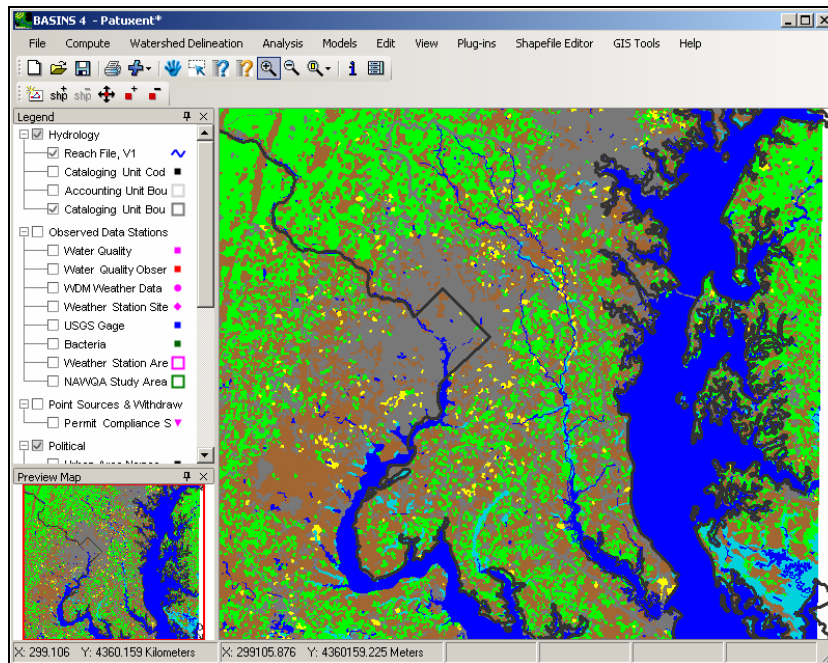 BASINS 4 - Patuxent*
File Compute Watershed Delineation Analysis Models Edit View Plug-ins Shapefile Editor GIS Tools Help
shp shp
Legend
Hydrology
Reach File, V1
Cataloging Unit Cod
Accounting Unit Bou
Cataloging Unit Bou
Observed Data Stations
Water Quality
Water Quality Obser
WDM Weather Data
Weather Station Site
USGS Gage
Bacteria
Weather Station Are
NAWQA Study Area
Point Sources & Withdraw
Permit Compliance S
Political
Preview Map
X: 299.106 Y: 4360.159 Kilometers X: 299105.876 Y: 4360159.225 Meters